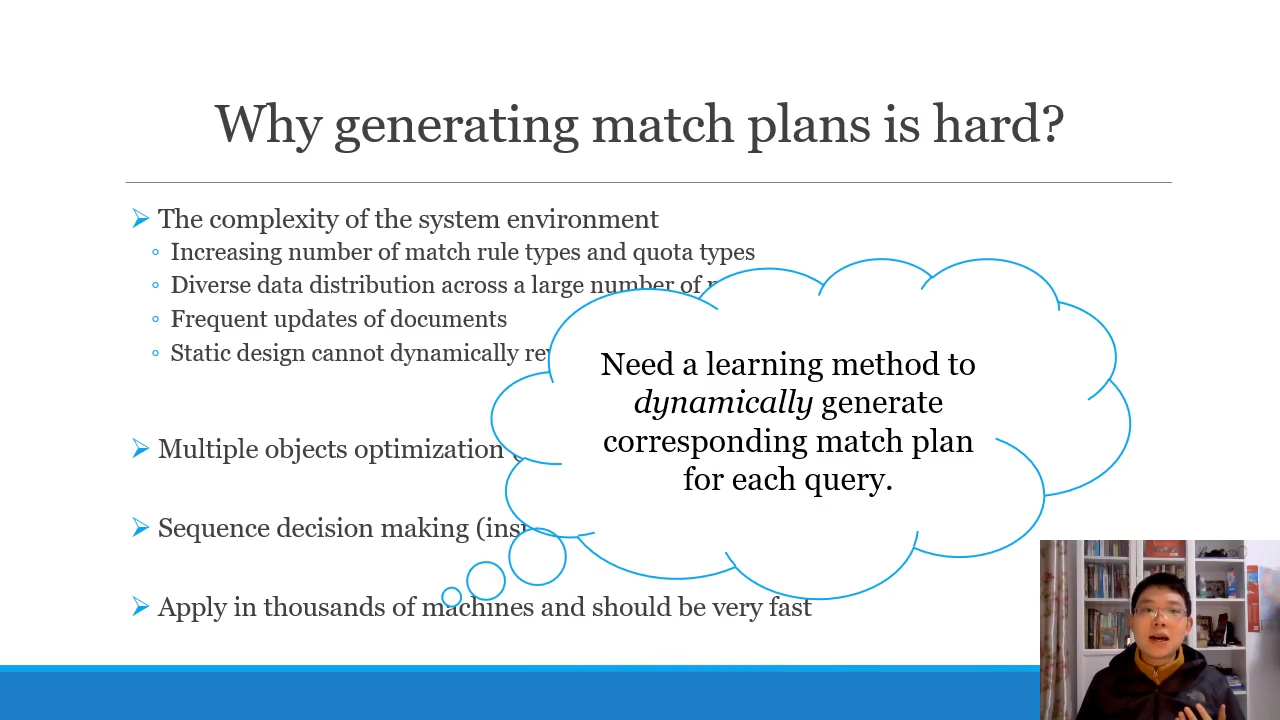 Why generating match plans is hard?
The complexity of the system environment
Increasing number of match rule types and quota types
Diverse data distribution across a large number of
Frequent updates of documents
Static design cannot dynamically
Need a learning method to
dynamically generate
corresponding match plan
for each query.
Multiple objects optimization
Sequence decision making
Apply in thousands of machines and should be very fast